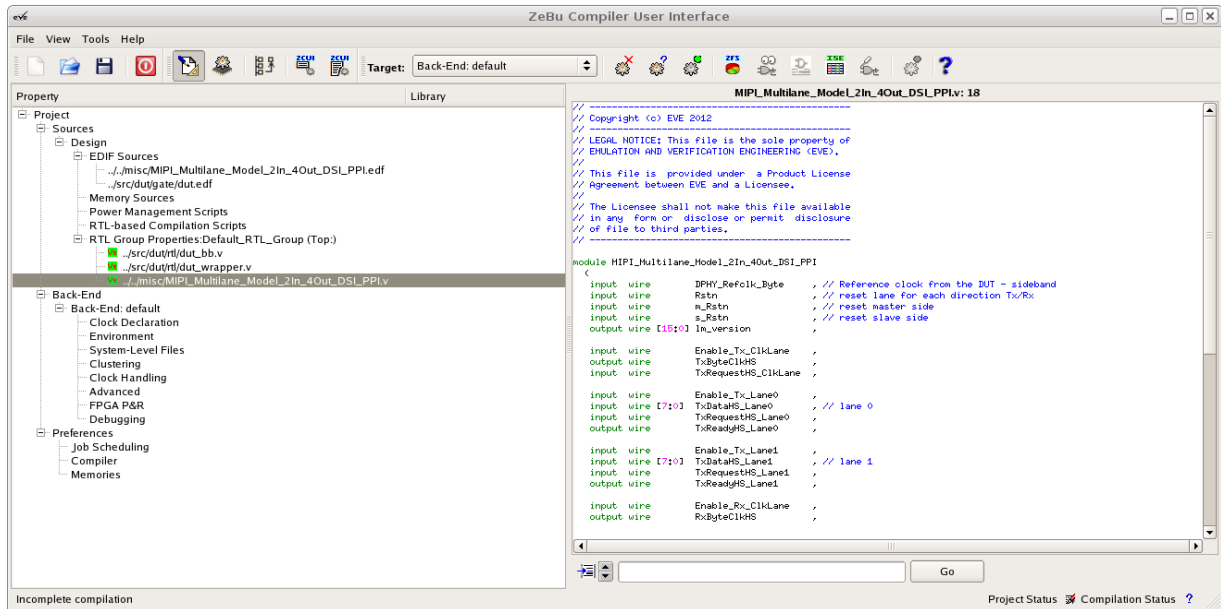 eve ZeBu Compiler User Interface
File View Tools Help
ZCUI ZCUI Target: Back-End: default ZFS ISE ?
Property Library
Project
Sources
Design
EDIF Sources
../../misc/MIPI_Multilane_Model_2In_4Out_DSI_PPI.edf
../src/dut/gate/dut.edf
Memory Sources
Power Management Scripts
RTL-based Compilation Scripts
RTL Group Properties:Default_RTL_Group (Top:)
Ve ../src/dut/rtl/dut_bb.v
Ve ../src/dut/rtl/dut_wrapper.v
Ve ../../misc/MIPI_Multilane_Model_2In_4Out_DSI_PPI.v
Back-End
Back-End: default
Clock Declaration
Environment
System-Level Files
Clustering
Clock Handling
Advanced
FPGA P&R
Debugging
Preferences
Job Scheduling
Compiler
Memories
MIPI_Multilane_Model_2In_4Out_DSI_PPI.v: 18
// -----------------------------------------------
// Copyright (c) EVE 2012
// -----------------------------------------------
// LEGAL NOTICE: This file is the sole property of
// EMULATION AND VERIFICATION ENGINEERING (EVE).
//
// This file is  provided under  a Product License
// Agreement between EVE and a Licensee.
//
// The Licensee shall not make this file available
// in any  form or  disclose or permit  disclosure
// of file to third parties.
// -----------------------------------------------
module MIPI_Multilane_Model_2In_4Out_DSI_PPI
(
input  wire        DPHY_Refclk_Byte     , // Reference clock from the DUT - sideband
input  wire        Rstn                 , // reset lane for each direction Tx/Rx
input  wire        m_Rstn               , // reset master side
input  wire        s_Rstn               , // reset slave side
output wire [15:0] lm_version           ,
input  wire        Enable_Tx_ClkLane    ,
output wire        TxByteClkHS          ,
input  wire        TxRequestHS_ClkLane  ,
input  wire        Enable_Tx_Lane0      ,
input  wire [7:0]  TxDataHS_Lane0       , // lane 0
input  wire        TxRequestHS_Lane0    ,
output wire        TxReadyHS_Lane0      ,
input  wire        Enable_Tx_Lane1      ,
input  wire [7:0]  TxDataHS_Lane1       , // lane 1
input  wire        TxRequestHS_Lane1    ,
output wire        TxReadyHS_Lane1      ,
input  wire        Enable_Rx_ClkLane    ,
output wire        RxByteClkHS          ,
Go
Incomplete compilation Project Status Compilation Status ?